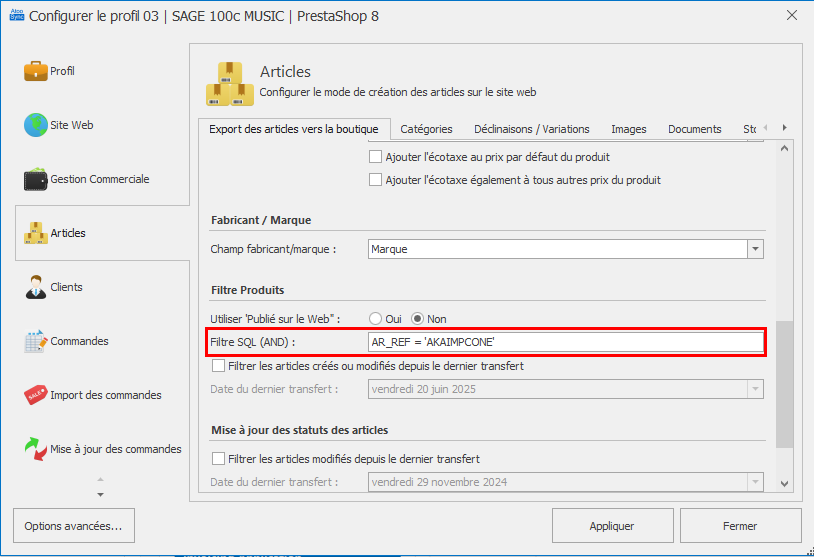 Atoo Sync
Configurer le profil 03 | SAGE 100c MUSIC | PrestaShop 8
Profil
Site Web
Gestion Commerciale
Articles
Clients
Commandes
SALE
Import des commandes
Mise à jour des commandes
Articles
Configurer le mode de création des articles sur le site web
Export des articles vers la boutique Catégories Déclinaisons / Variations Images Documents
Ajouter l'écotaxe au prix par défaut du produit
Ajouter l'écotaxe également à tous autres prix du produit
Fabricant / Marque
Champ fabricant/marque : Marque
Filtre Produits
Utiliser 'Publié sur le Web" : Oui Non
Filtre SQL (AND) : AR_REF = 'AKAIMPCONE'
Filtrer les articles créés ou modifiés depuis le dernier transfert
Date du dernier transfert : vendredi 20 juin 2025
Mise à jour des statuts des articles
Filtrer les articles modifiés depuis le dernier transfert
Date du dernier transfert : vendredi 29 novembre 2024
Options avancées... Appliquer Fermer